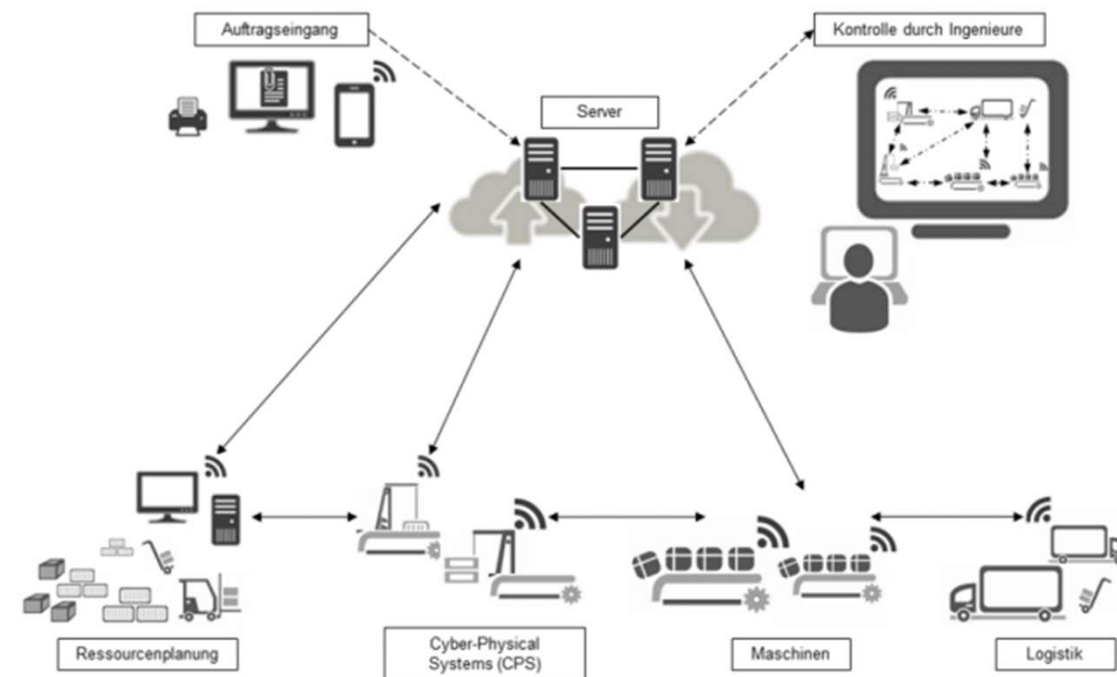 Auftragseingang
Kontrolle durch Ingenieure
Server
Ressourcenplanung
Cyber-Physical
Systems (CPS)
Maschinen
Logistik